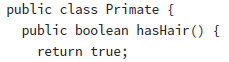 public class Primate {
  public boolean hasHair() {
    return true;